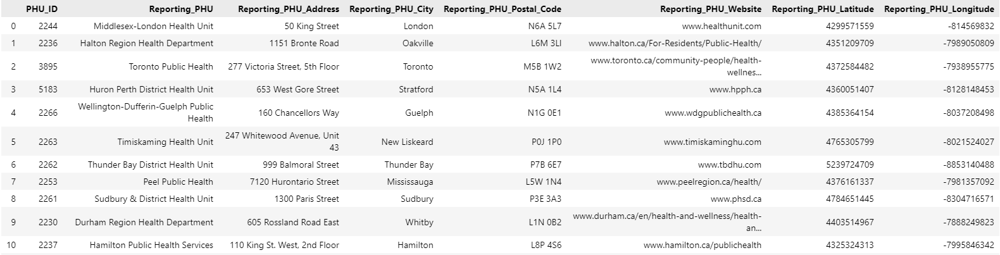 PHU_ID Reporting_PHU Reporting_PHU_Address Reporting_PHU_City Reporting_PHU_Postal_Code Reporting_PHU_Website Reporting_PHU_Latitude Reporting_PHU_Longitude
0 2244 Middlesex-London Health Unit 50 King Street London N6A 5L7 www.healthunit.com 4299571559 -814569832
1 2236 Halton Region Health Department 1151 Bronte Road Oakville L6M 3LI www.halton.ca/For-Residents/Public-Health/ 4351209709 -7989050809
2 3895 Toronto Public Health 277 Victoria Street, 5th Floor Toronto M5B 1W2 www.toronto.ca/community-people/health-
wellnes... 4372584482 -7938955775
3 5183 Huron Perth District Health Unit 653 West Gore Street Stratford N5A 1L4 www.hpph.ca 4360051407 -8128148453
4 2266 Wellington-Dufferin-Guelph Public
Health 160 Chancellors Way Guelph N1G 0E1 www.wdgpublichealth.ca 4385364154 -8037208498
5 2263 Timiskaming Health Unit 247 Whitewood Avenue, Unit
43 New Liskeard P0J 1P0 www.timiskaminghu.com 4765305799 -8021524027
6 2262 Thunder Bay District Health Unit 999 Balmoral Street Thunder Bay P7B 6E7 www.tbdhu.com 5239724709 -8853140488
7 2253 Peel Public Health 7120 Hurontario Street Mississauga L5W 1N4 www.peelregion.ca/health/ 4376161337 -7981357092
8 2261 Sudbury & District Health Unit 1300 Paris Street Sudbury P3E 3A3 www.phsd.ca 4784651445 -8304716571
9 2230 Durham Region Health Department 605 Rossland Road East Whitby L1N 0B2 www.durham.ca/en/health-and-wellness/health-
an... 4403514967 -7888249823
10 2237 Hamilton Public Health Services 110 King St. West, 2nd Floor Hamilton L8P 4S6 www.hamilton.ca/publichealth 4325324313 -7995846342